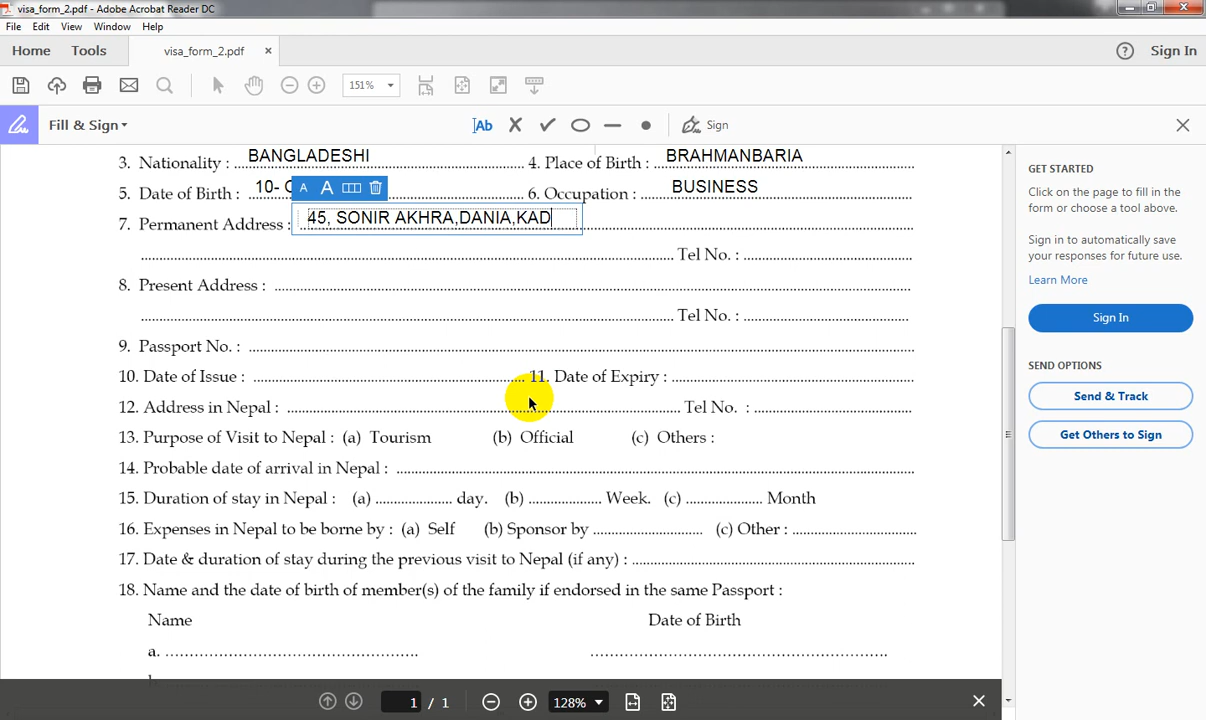 visa_form_2.pdf - Adobe Acrobat Reader DC
File Edit View Window Help
Home Tools visa_form_2.pdf × ? Sign In
151%
Fill & Sign Ab Sign
3. Nationality : BANGLADESHI 4. Place of Birth : BRAHMANBARIA
5. Date of Birth : 10- 6. Occupation : BUSINESS
A A
7. Permanent Address : 45, SONIR AKHRA,DANIA,KAD
Tel No. :
8. Present Address :
Tel No. :
9. Passport No. :
10. Date of Issue : 11. Date of Expiry :
12. Address in Nepal : Tel No. :
13. Purpose of Visit to Nepal : (a) Tourism (b) Official (c) Others :
14. Probable date of arrival in Nepal :
15. Duration of stay in Nepal : (a) .................... day. (b) ................... Week. (c) .................... Month
16. Expenses in Nepal to be borne by : (a) Self (b) Sponsor by ............................ (c) Other :
17. Date & duration of stay during the previous visit to Nepal (if any) :
18. Name and the date of birth of member(s) of the family if endorsed in the same Passport :
Name Date of Birth
a.
GET STARTED
Click on the page to fill in the
form or choose a tool above.
Sign in to automatically save
your responses for future use.
Learn More
Sign In
SEND OPTIONS
Send & Track
Get Others to Sign
1 / 1 128%